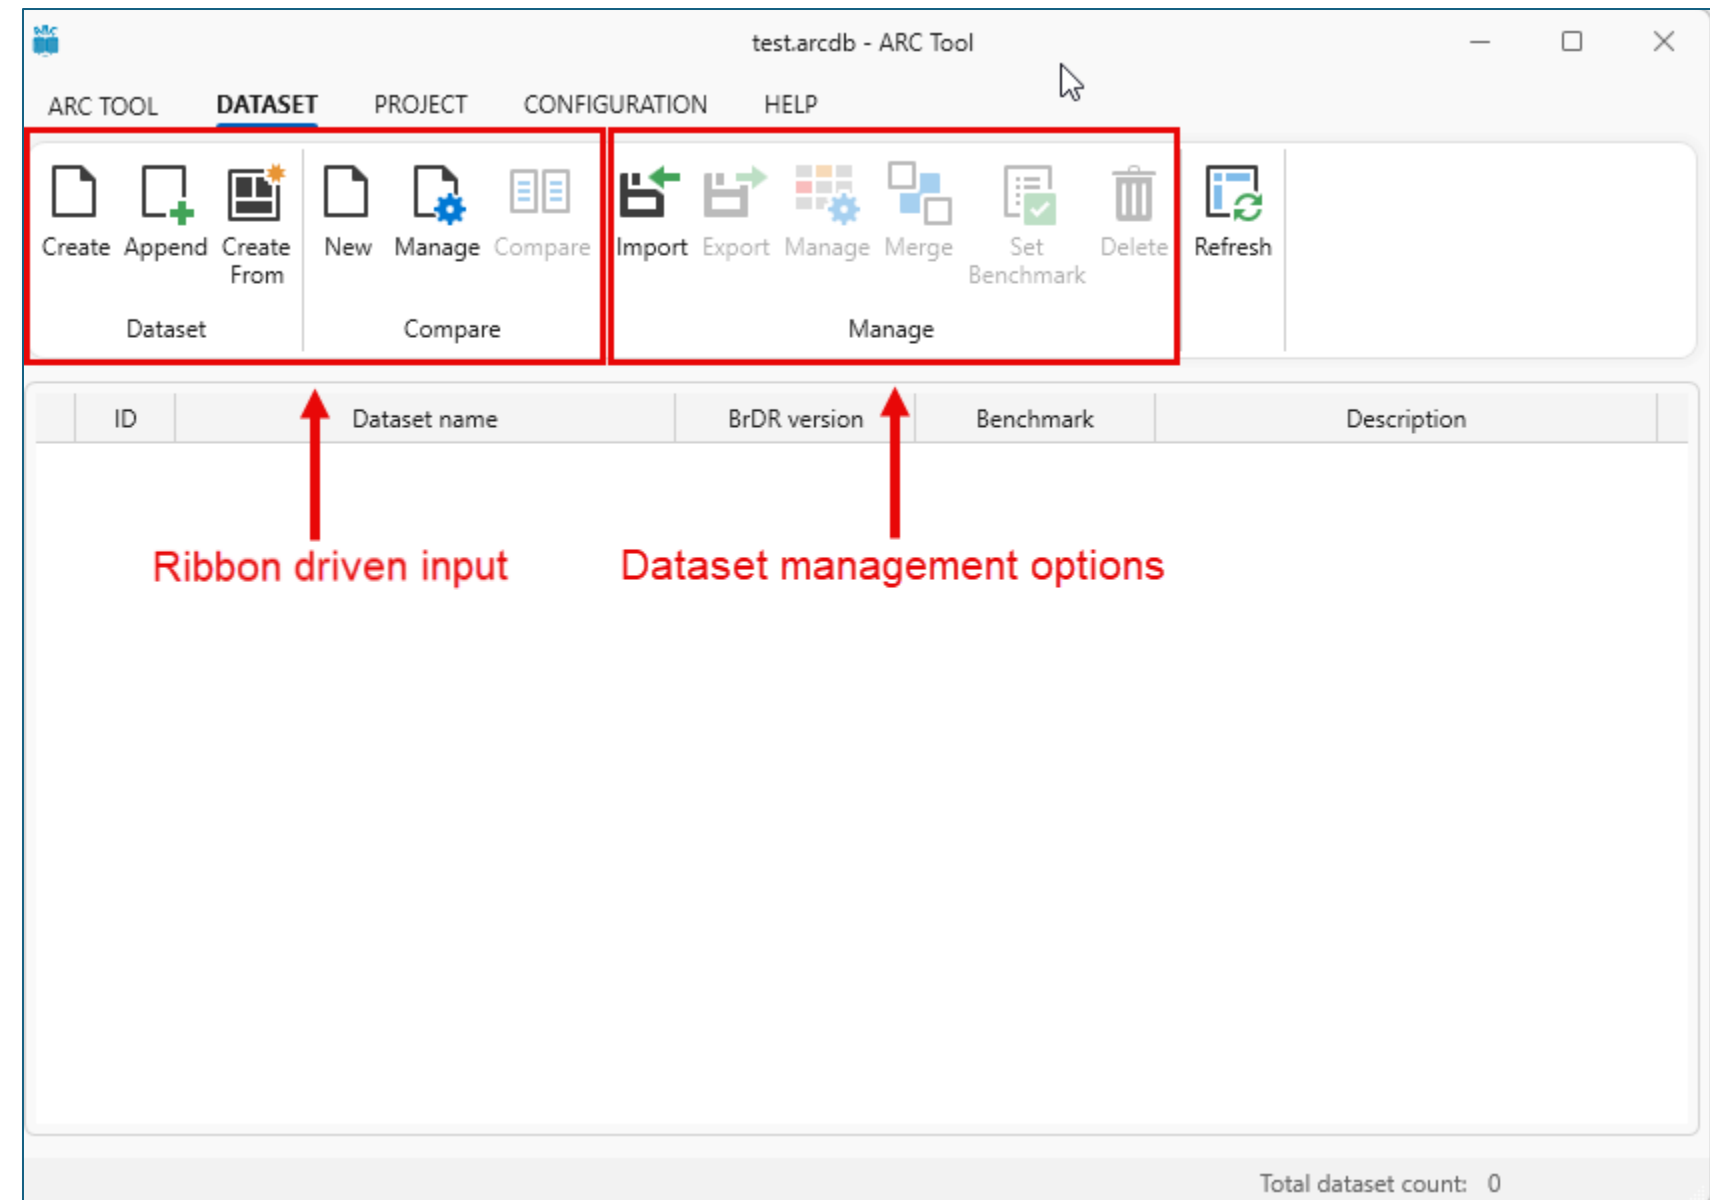 ARC
test.arcdb - ARC Tool
ARC TOOL DATASET PROJECT CONFIGURATION HELP
Create Append Create From New Manage Compare Import Export Manage Merge Set Benchmark Delete Refresh
Dataset Compare Manage
ID Dataset name BrDR version Benchmark Description
Ribbon driven input Dataset management options
Total dataset count: 0